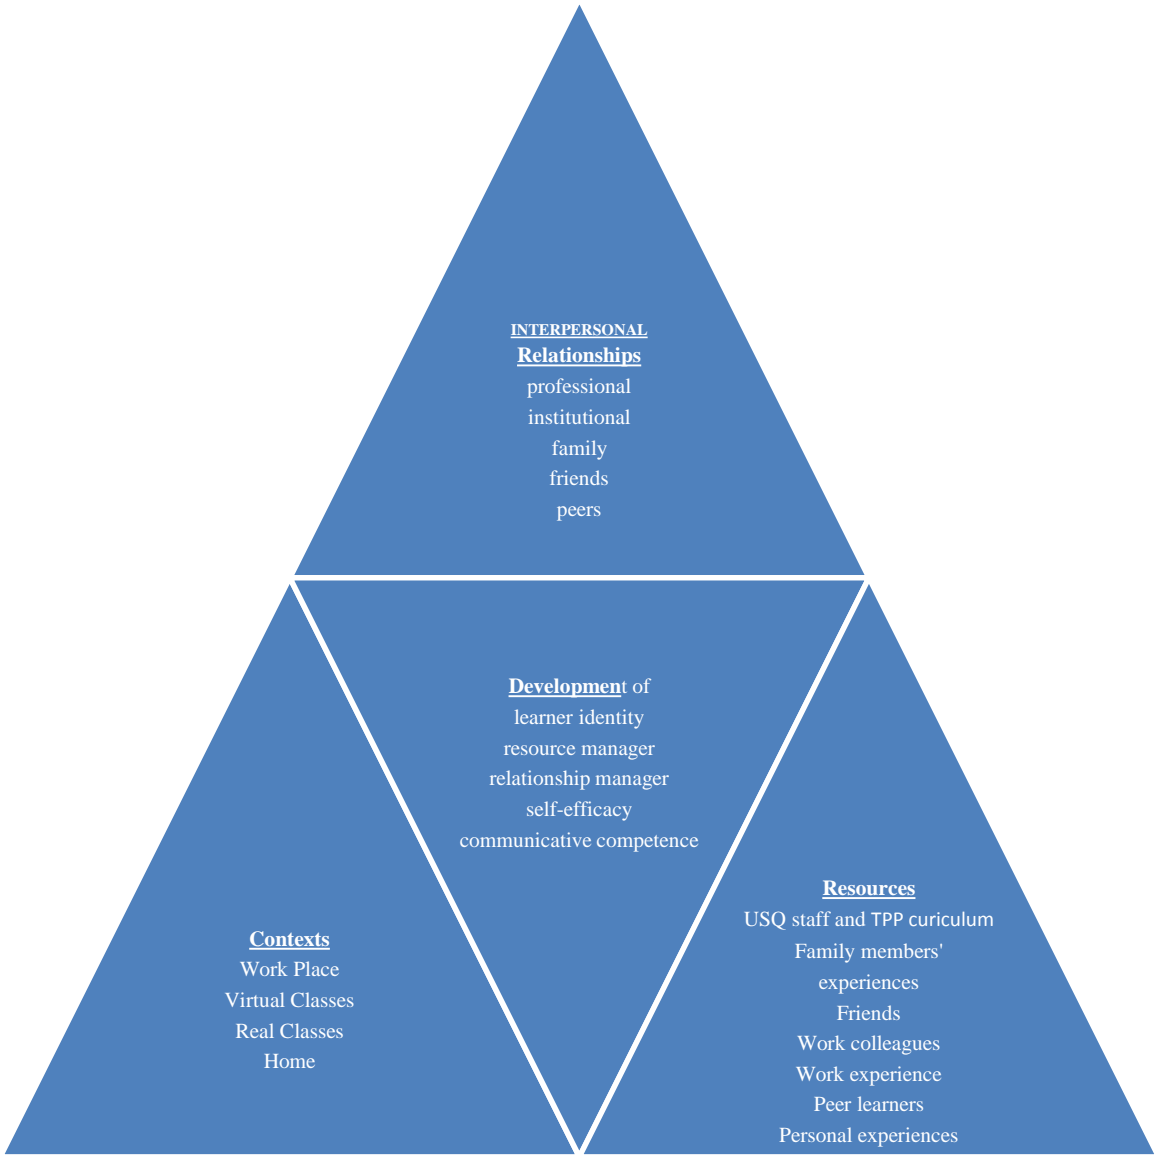 INTERPERSONAL
Relationships
professional
institutional
family
friends
peers
Development of
learner identity
resource manager
relationship manager
self-efficacy
communicative competence
Contexts
Work Place
Virtual Classes
Real Classes
Home
Resources
USQ staff and TPP curiculum
Family members'
experiences
Friends
Work colleagues
Work experience
Peer learners
Personal experiences